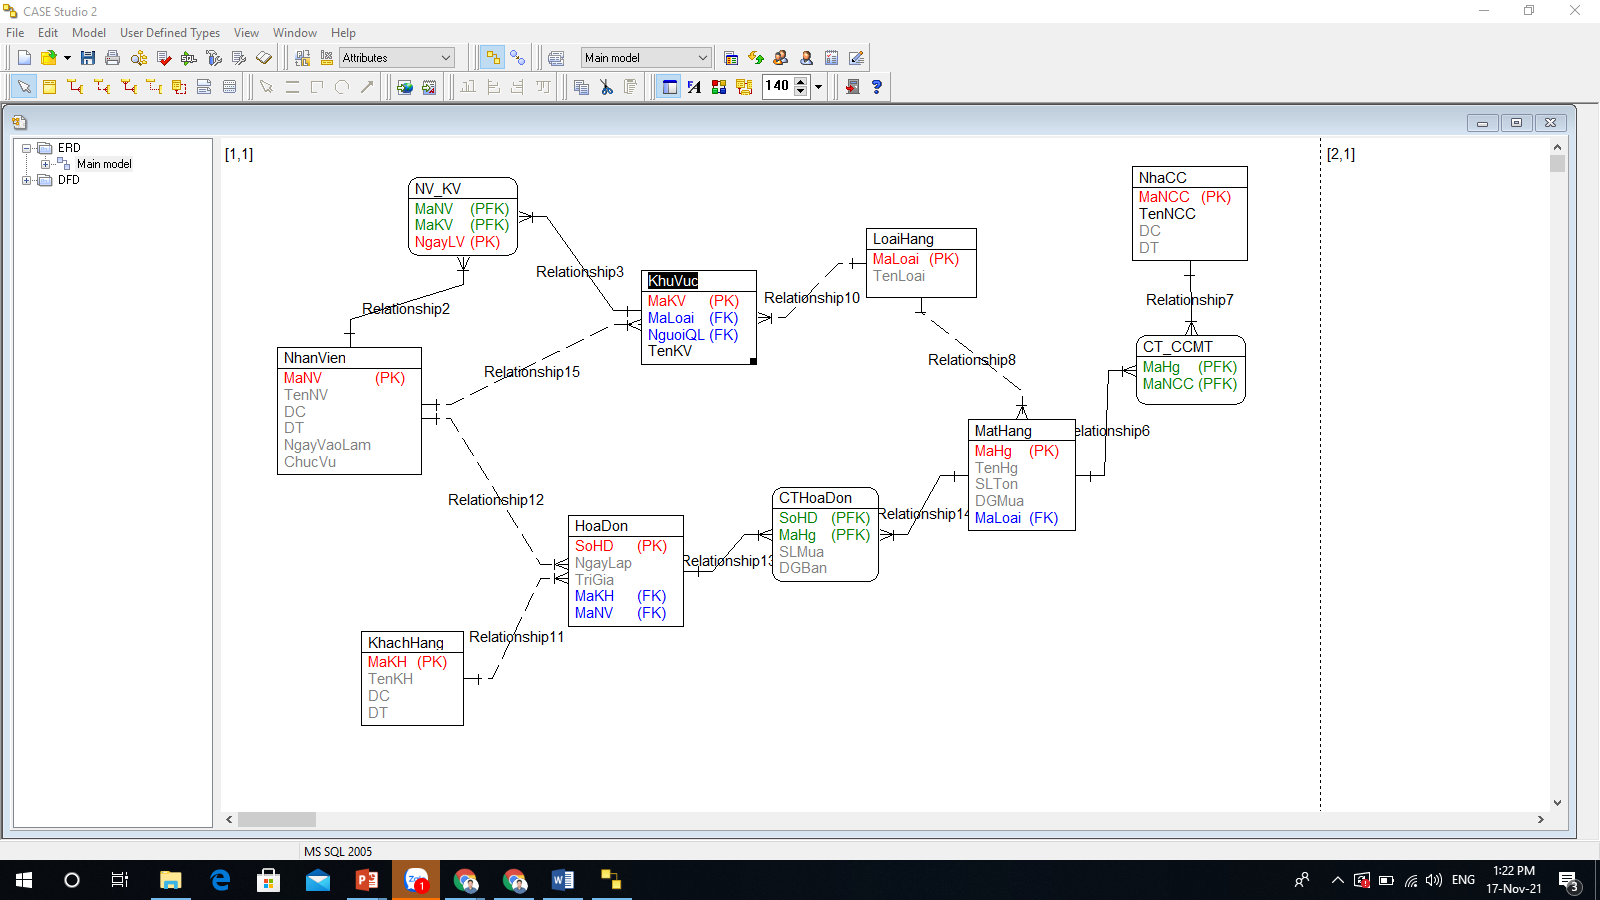 CASE Studio 2
File Edit Model User Defined Types View Window Help
Attributes
Main model
140
ERD
Main model
DFD
[1,1]
[2,1]
NV_KV
MaNV (PFK)
MaKV (PFK)
NgayLV (PK)
NhaCC
MaNCC (PK)
TenNCC
DC
DT
LoaiHang
MaLoai (PK)
TenLoai
Relationship3
KhuVuc
MaKV (PK)
MaLoai (FK)
NguoiQL (FK)
TenKV
Relationship10
Relationship7
Relationship2
CT_CCMT
MaHg (PFK)
MaNCC (PFK)
NhanVien
MaNV (PK)
TenNV
DC
DT
NgayVaoLam
ChucVu
Relationship15
Relationship8
MatHang
MaHg (PK)
TenHg
SLTon
DGMua
MaLoai (FK)
elationship6
Relationship12
CTHoaDon
SoHD (PFK)
MaHg (PFK)
SLMua
DGBan
Relationship14
HoaDon
SoHD (PK)
NgayLap
TriGia
MaKH (FK)
MaNV (FK)
Relationship13
KhachHang
MaKH (PK)
TenKH
DC
DT
Relationship11
MS SQL 2005
1
ENG
1:22 PM
17-Nov-21
3